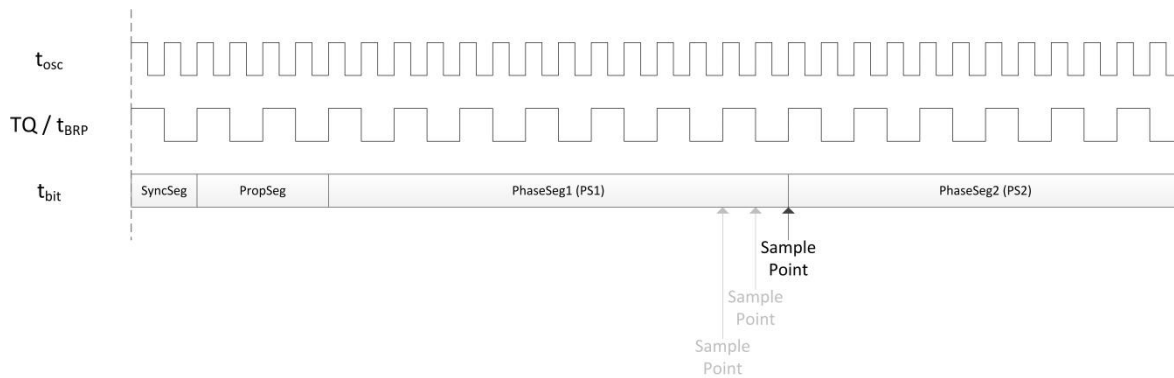 tosc
TQ / tBRP
tbit
SyncSeg
PropSeg
PhaseSeg1 (PS1)
PhaseSeg2 (PS2)
Sample
Point
Sample
Point
Sample
Point